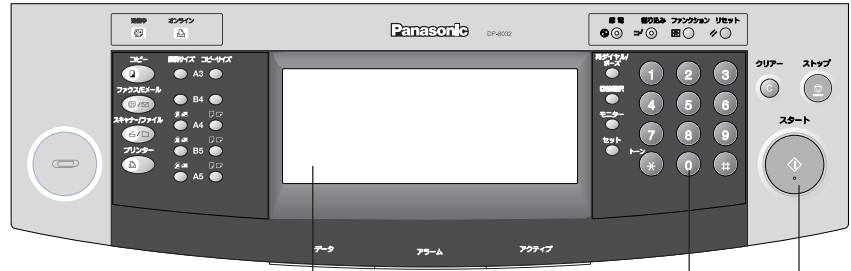 通信中 オンライン
Panasonic DP-8032
節電 割り込み ファンクション リセット
コピー 原稿サイズ コピーサイズ
A3
ファクス/Eメール
B4
スキャナー/ファイル
A4
プリンター
B5
A5
再ダイヤル/
ポーズ
1 2 3
4 5 6
モニター
7 8 9
セット トーン
* 0 #
クリアー ストップ
C
スタート
データ アラーム アクティブ